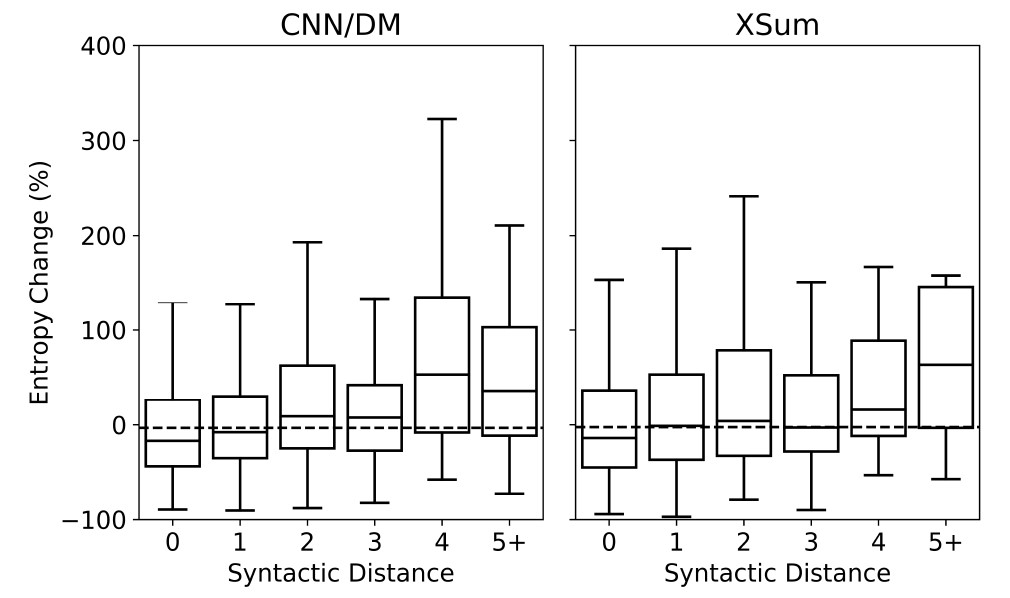 CNN/DM
XSum
Entropy Change (%)
400
300
200
100
0
−100
0 1 2 3 4 5+
0 1 2 3 4 5+
Syntactic Distance
Syntactic Distance